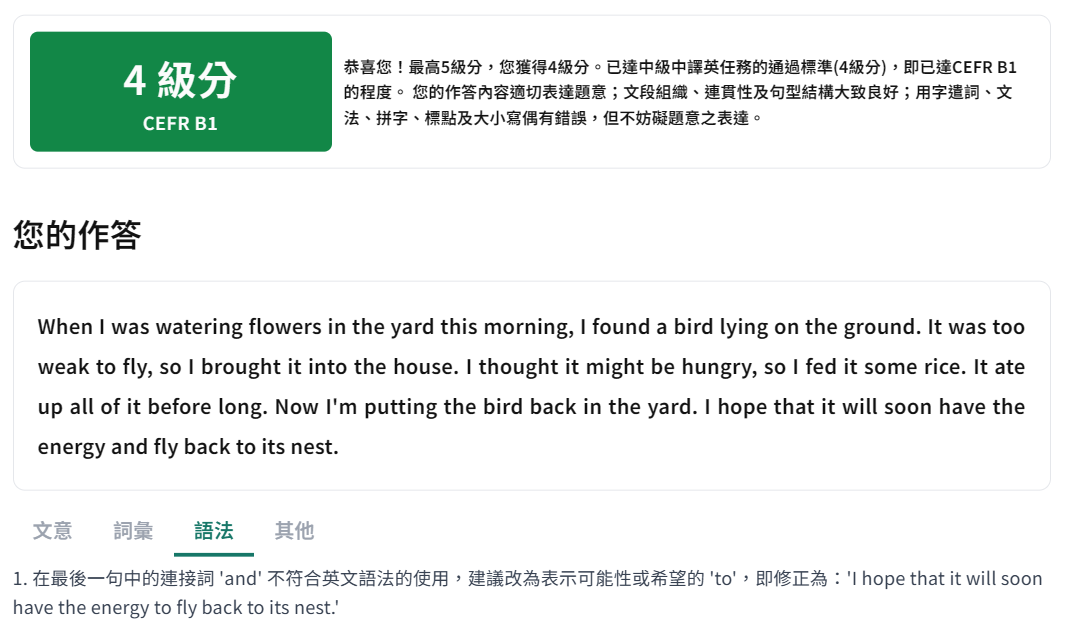 4 級分
CEFR B1
恭喜您！最高5級分，您獲得4級分。已達中級中譯英任務的通過標準(4級分)，即已達CEFR B1
的程度。 您的作答內容適切表達題意；文段組織、連貫性及句型結構大致良好；用字遣詞、文
法、拼字、標點及大小寫偶有錯誤，但不妨礙題意之表達。
您的作答
When I was watering flowers in the yard this morning, I found a bird lying on the ground. It was too
weak to fly, so I brought it into the house. I thought it might be hungry, so I fed it some rice. It ate
up all of it before long. Now I'm putting the bird back in the yard. I hope that it will soon have the
energy and fly back to its nest.
文意 詞彙 語法 其他
1. 在最後一句中的連接詞 'and' 不符合英文語法的使用，建議改為表示可能性或希望的 'to'，即修正為：'I hope that it will soon
have the energy to fly back to its nest.'